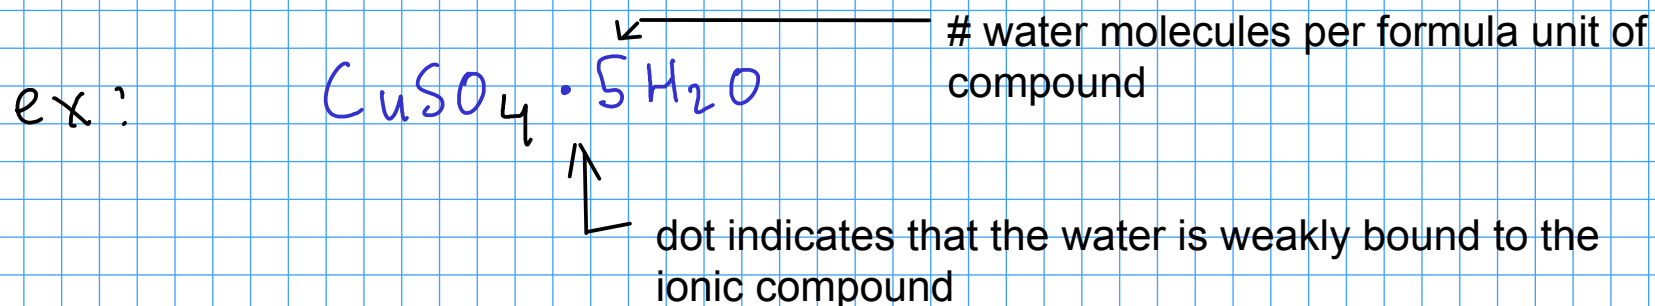 # water molecules per formula unit of
compound
ex: CuSO₄ · 5H₂O
dot indicates that the water is weakly bound to the
ionic compound